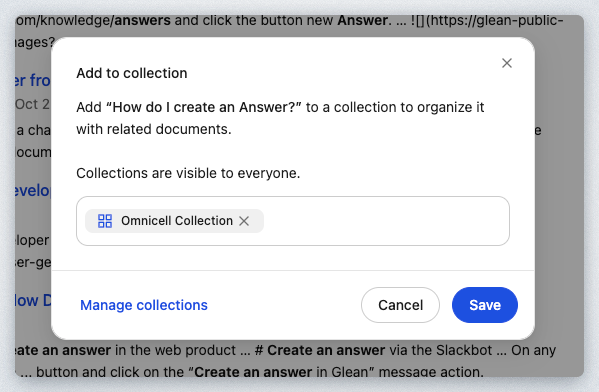 om/knowledge/answers and click the button new Answer. ... ![](https://glean-public-
mages?
Add to collection
er fro
Oct 2
Add “How do I create an Answer?” to a collection to organize it
with related documents.
a cha
e
ocum
Collections are visible to everyone.
evelo
Omnicell Collection
loper
ser-ge
low D
Manage collections
Cancel
Save
eate an answer in the web product ... # Create an answer via the Slackbot ... On any
... button and click on the “Create an answer in Glean” message action.